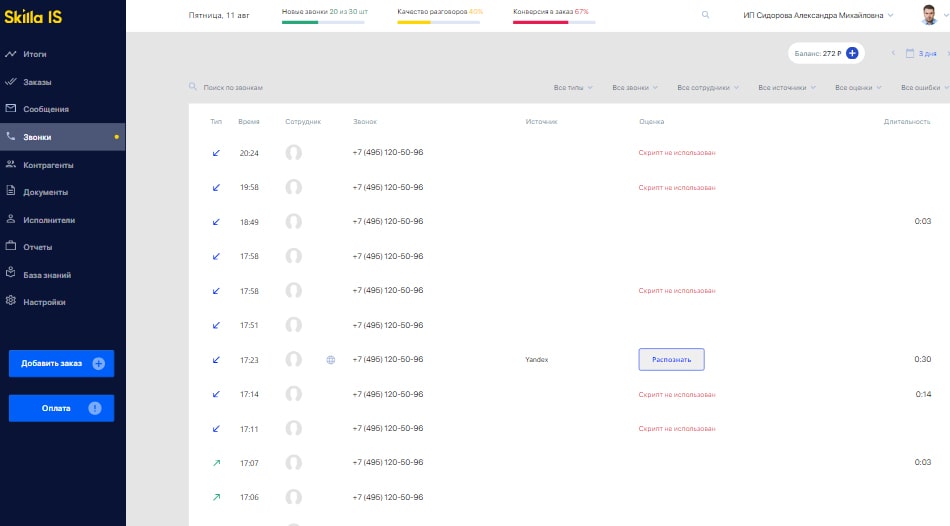 Skilla IS
Пятница, 11 авг
Новые звонки 20 из 30 шт
Качество разговоров 40%
Конверсия в заказ 67%
ИП Сидорова Александра Михайловна
Баланс: 272 ₽
3 дня
Итоги
Заказы
Сообщения
Звонки
Контрагенты
Документы
Исполнители
Отчеты
База знаний
Настройки
Добавить заказ
Оплата
Поиск по звонкам
Все типы
Все звонки
Все сотрудники
Все источники
Все оценки
Все ошибки
Тип Время Сотрудник Звонок Источник Оценка Длительность
20:24 +7 (495) 120-50-96 Скрипт не использован
19:58 +7 (495) 120-50-96 Скрипт не использован
18:49 +7 (495) 120-50-96 0:03
17:58 +7 (495) 120-50-96
17:58 +7 (495) 120-50-96 Скрипт не использован
17:51 +7 (495) 120-50-96
17:23 +7 (495) 120-50-96 Yandex Распознать 0:30
17:14 +7 (495) 120-50-96 Скрипт не использован 0:14
17:11 +7 (495) 120-50-96 Скрипт не использован
17:07 +7 (495) 120-50-96 0:03
17:06 +7 (495) 120-50-96